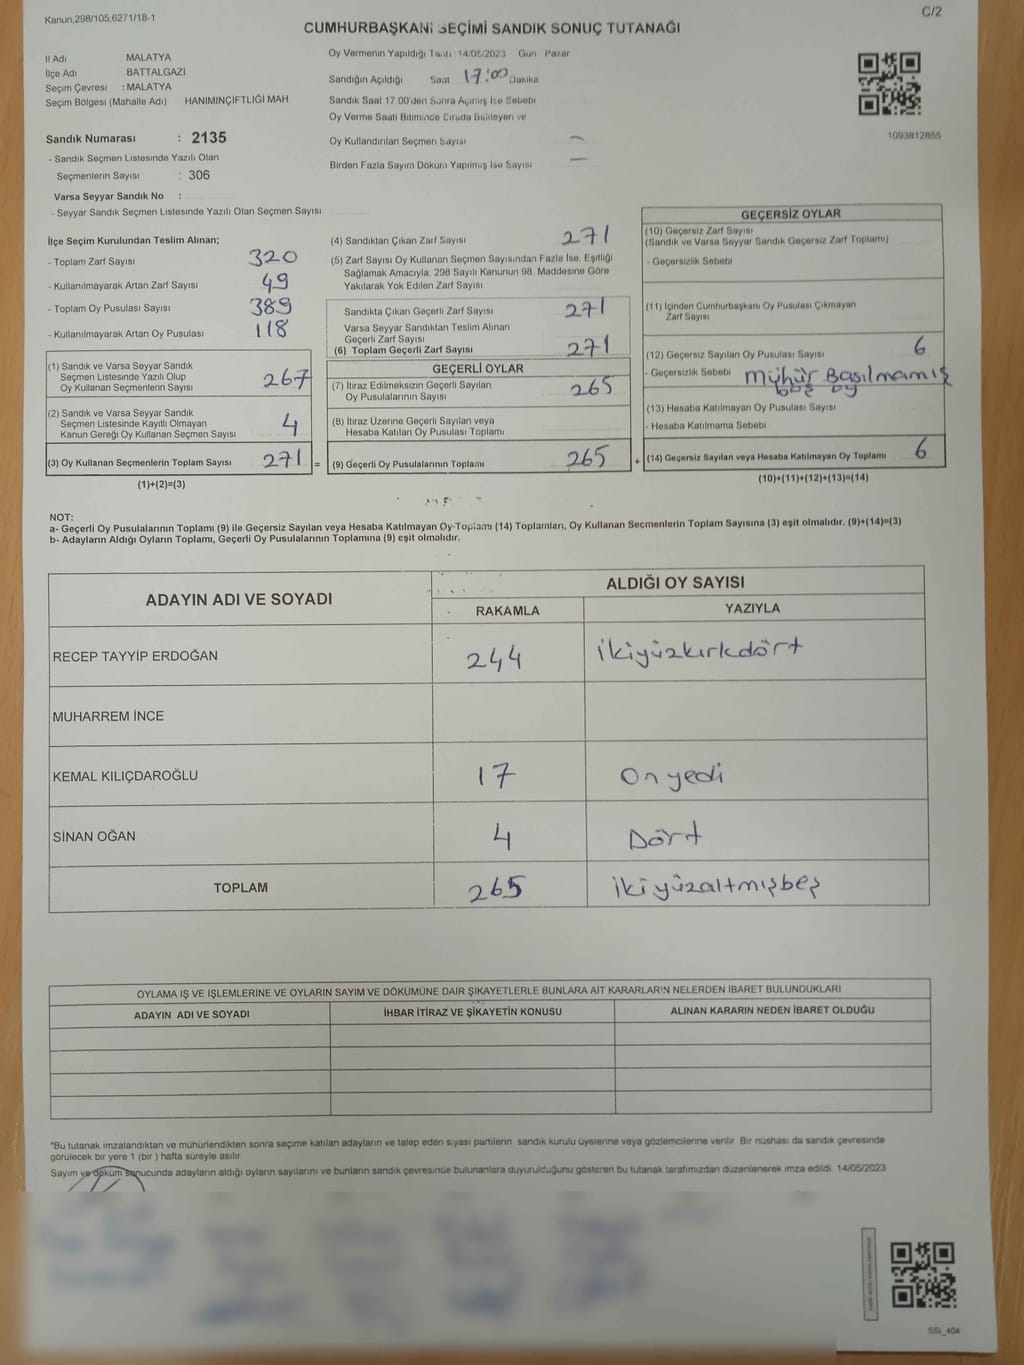 Kanun,298/105,6271/18-1
C/2
CUMHURBAŞKANI SEÇİMİ SANDIK SONUÇ TUTANAĞI
İl Adı MALATYA
İlçe Adı BATTALGAZİ
Seçim Çevresi : MALATYA
Seçim Bölgesi (Mahalle Adı) HANIMINÇİFTLİĞİ MAH
Oy Vermenin Yapıldığı Tarih 14/05/2023 Gün Pazar
Sandığın Açıldığı Saat 17:00 Dakika
Sandık Saat 17 00'den Sonra Açılmış İse Sebebi
Oy Verme Saati Bitiminde Sırada Bekleyen ve
Oy Kullandırılan Seçmen Sayısı —
Birden Fazla Sayım Döküm Yapılmış İse Sayısı —
1093812855
Sandık Numarası : 2135
- Sandık Seçmen Listesinde Yazılı Olan
Seçmenlerin Sayısı : 306
Varsa Seyyar Sandık No :
- Seyyar Sandık Seçmen Listesinde Yazılı Olan Seçmen Sayısı
İlçe Seçim Kurulundan Teslim Alınan;
- Toplam Zarf Sayısı 320
- Kullanılmayarak Artan Zarf Sayısı 49
- Toplam Oy Pusulası Sayısı 389
- Kullanılmayarak Artan Oy Pusulası 118
(1) Sandık ve Varsa Seyyar Sandık
Seçmen Listesinde Yazılı Olup
Oy Kullanan Seçmenlerin Sayısı 267
(2) Sandık ve Varsa Seyyar Sandık
Seçmen Listesinde Kayıtlı Olmayan
Kanun Gereği Oy Kullanan Seçmen Sayısı 4
(3) Oy Kullanan Seçmenlerin Toplam Sayısı 271 =
(1)+(2)=(3)
(4) Sandıktan Çıkan Zarf Sayısı 271
(5) Zarf Sayısı Oy Kullanan Seçmen Sayısından Fazla İse, Eşitliği
Sağlamak Amacıyla, 298 Sayılı Kanunun 98. Maddesine Göre
Yakılarak Yok Edilen Zarf Sayısı
Sandıkta Çıkan Geçerli Zarf Sayısı 271
Varsa Seyyar Sandıktan Teslim Alınan
Geçerli Zarf Sayısı
(6) Toplam Geçerli Zarf Sayısı 271
GEÇERLİ OYLAR
(7) İtiraz Edilmeksizin Geçerli Sayılan
Oy Pusulalarının Sayısı 265
(8) İtiraz Üzerine Geçerli Sayılan veya
Hesaba Katılan Oy Pusulası Toplamı
(9) Geçerli Oy Pusulalarının Toplamı 265 +
GEÇERSİZ OYLAR
(10) Geçersiz Zarf Sayısı
(Sandık ve Varsa Seyyar Sandık Geçersiz Zarf Toplamı)
- Geçersizlik Sebebi
(11) İçinden Cumhurbaşkanı Oy Pusulası Çıkmayan
Zarf Sayısı
(12) Geçersiz Sayılan Oy Pusulası Sayısı 6
- Geçersizlik Sebebi Mühür Basılmamış
boş oy
(13) Hesaba Katılmayan Oy Pusulası Sayısı
- Hesaba Katılmama Sebebi
(14) Geçersiz Sayılan veya Hesaba Katılmayan Oy Toplamı 6
(10)+(11)+(12)+(13)=(14)
NOT:
a- Geçerli Oy Pusulalarının Toplamı (9) ile Geçersiz Sayılan veya Hesaba Katılmayan Oy Toplamı (14) Toplamları, Oy Kullanan Seçmenlerin Toplam Sayısına (3) eşit olmalıdır. (9)+(14)=(3)
b- Adayların Aldığı Oyların Toplamı, Geçerli Oy Pusulalarının Toplamına (9) eşit olmalıdır.
ADAYIN ADI VE SOYADI
ALDIĞI OY SAYISI
RAKAMLA YAZIYLA
RECEP TAYYİP ERDOĞAN 244 ikiyüzkırkdört
MUHARREM İNCE
KEMAL KILIÇDAROĞLU 17 Onyedi
SİNAN OĞAN 4 Dört
TOPLAM 265 ikiyüzaltmışbeş
OYLAMA İŞ VE İŞLEMLERİNE VE OYLARIN SAYIM VE DÖKÜMÜNE DAİR ŞİKAYETLERLE BUNLARA AİT KARARLARIN NELERDEN İBARET BULUNDUKLARI
ADAYIN ADI VE SOYADI İHBAR İTİRAZ VE ŞİKAYETİN KONUSU ALINAN KARARIN NEDEN İBARET OLDUĞU
*Bu tutanak imzalandıktan ve mühürlendikten sonra seçime katılan adayların ve talep eden siyasi partilerin sandık kurulu üyelerine veya gözlemcilerine verilir. Bir nüshası da sandık çevresinde
görülecek bir yere 1 (bir) hafta süreyle asılır.
Sayım ve döküm sonucunda adayların aldığı oyların sayılarını ve bunların sandık çevresinde bulunanlara duyurulduğunu gösteren bu tutanak tarafımızdan düzenlenerek imza edildi. 14/05/2023
SSI_404